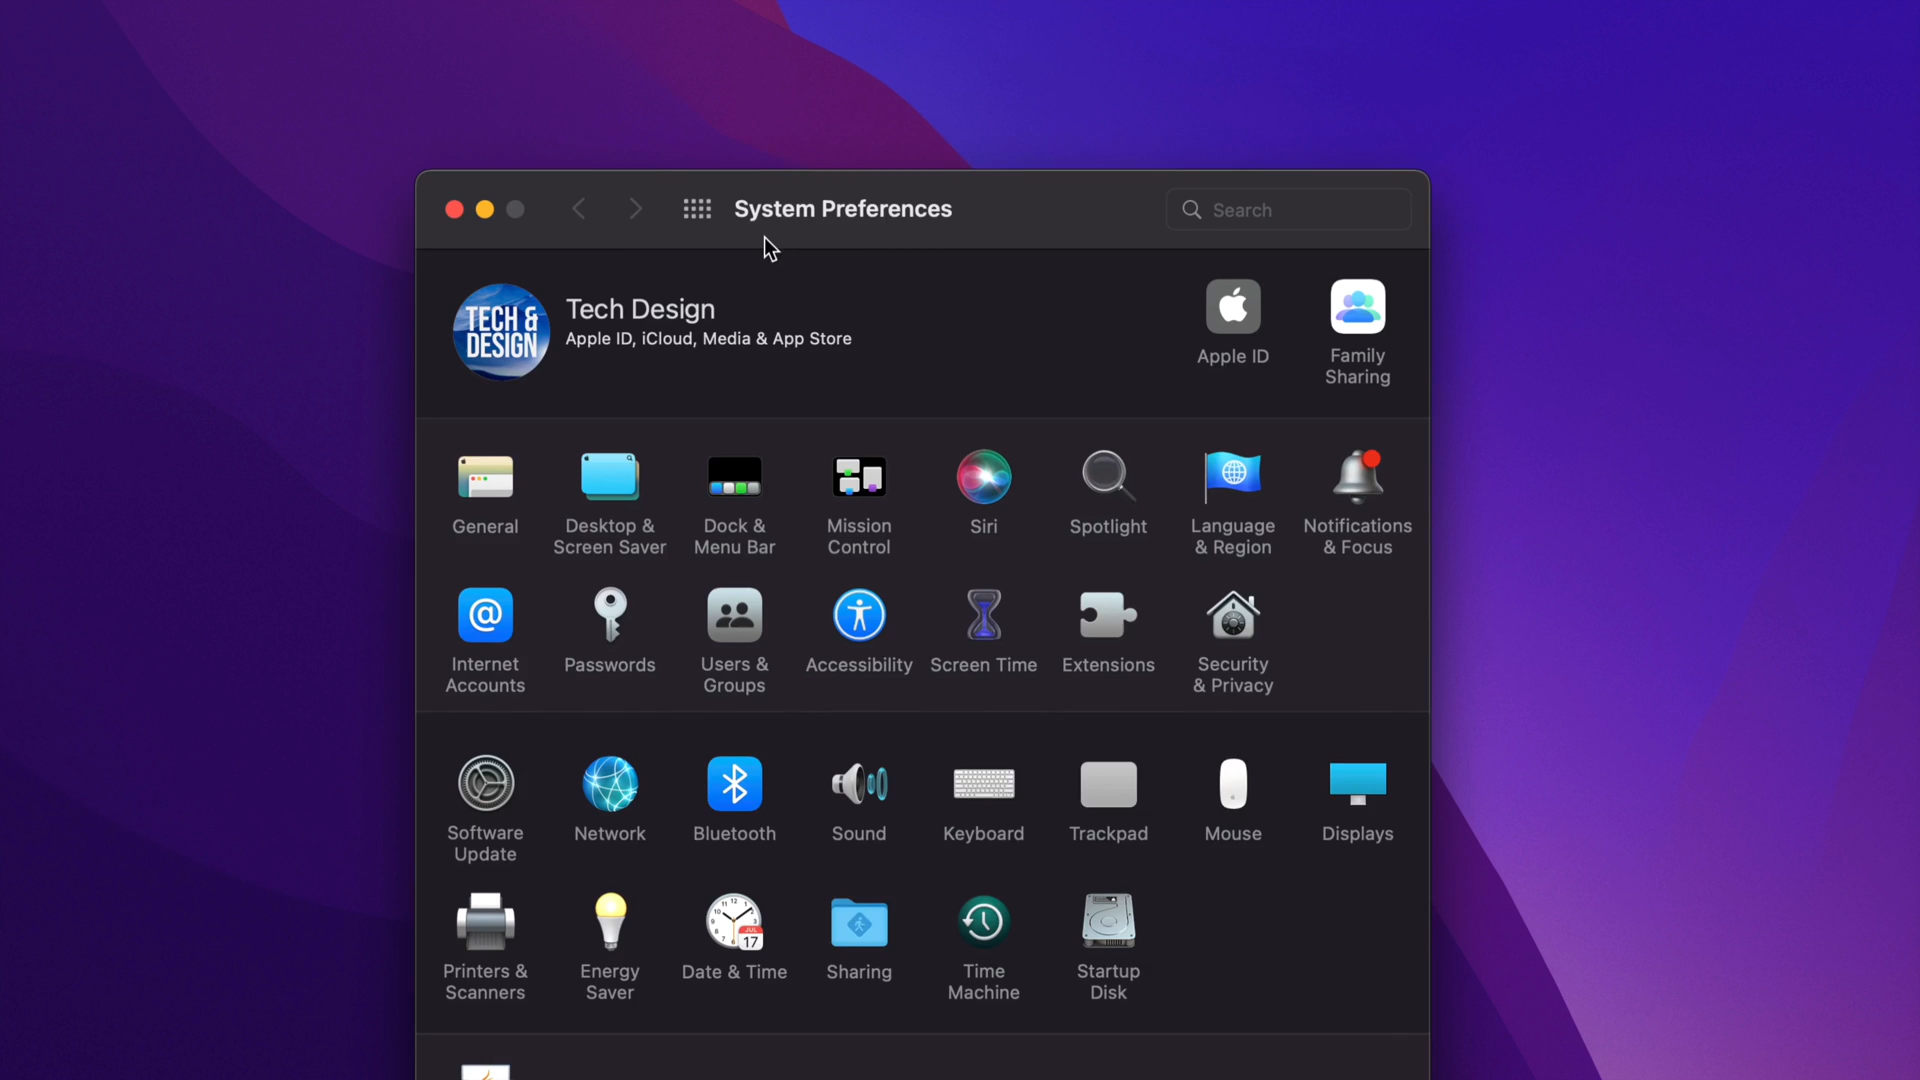 System Preferences
Search
TECH &
DESIGN
Tech Design
Apple ID, iCloud, Media & App Store
Apple ID
Family
Sharing
General
Desktop &
Screen Saver
Dock &
Menu Bar
Mission
Control
Siri
Spotlight
Language
& Region
Notifications
& Focus
@
Internet
Accounts
Passwords
Users &
Groups
Accessibility
Screen Time
Extensions
Security
& Privacy
Software
Update
Network
Bluetooth
Sound
Keyboard
Trackpad
Mouse
Displays
JUL
17
Printers &
Scanners
Energy
Saver
Date & Time
Sharing
Time
Machine
Startup
Disk